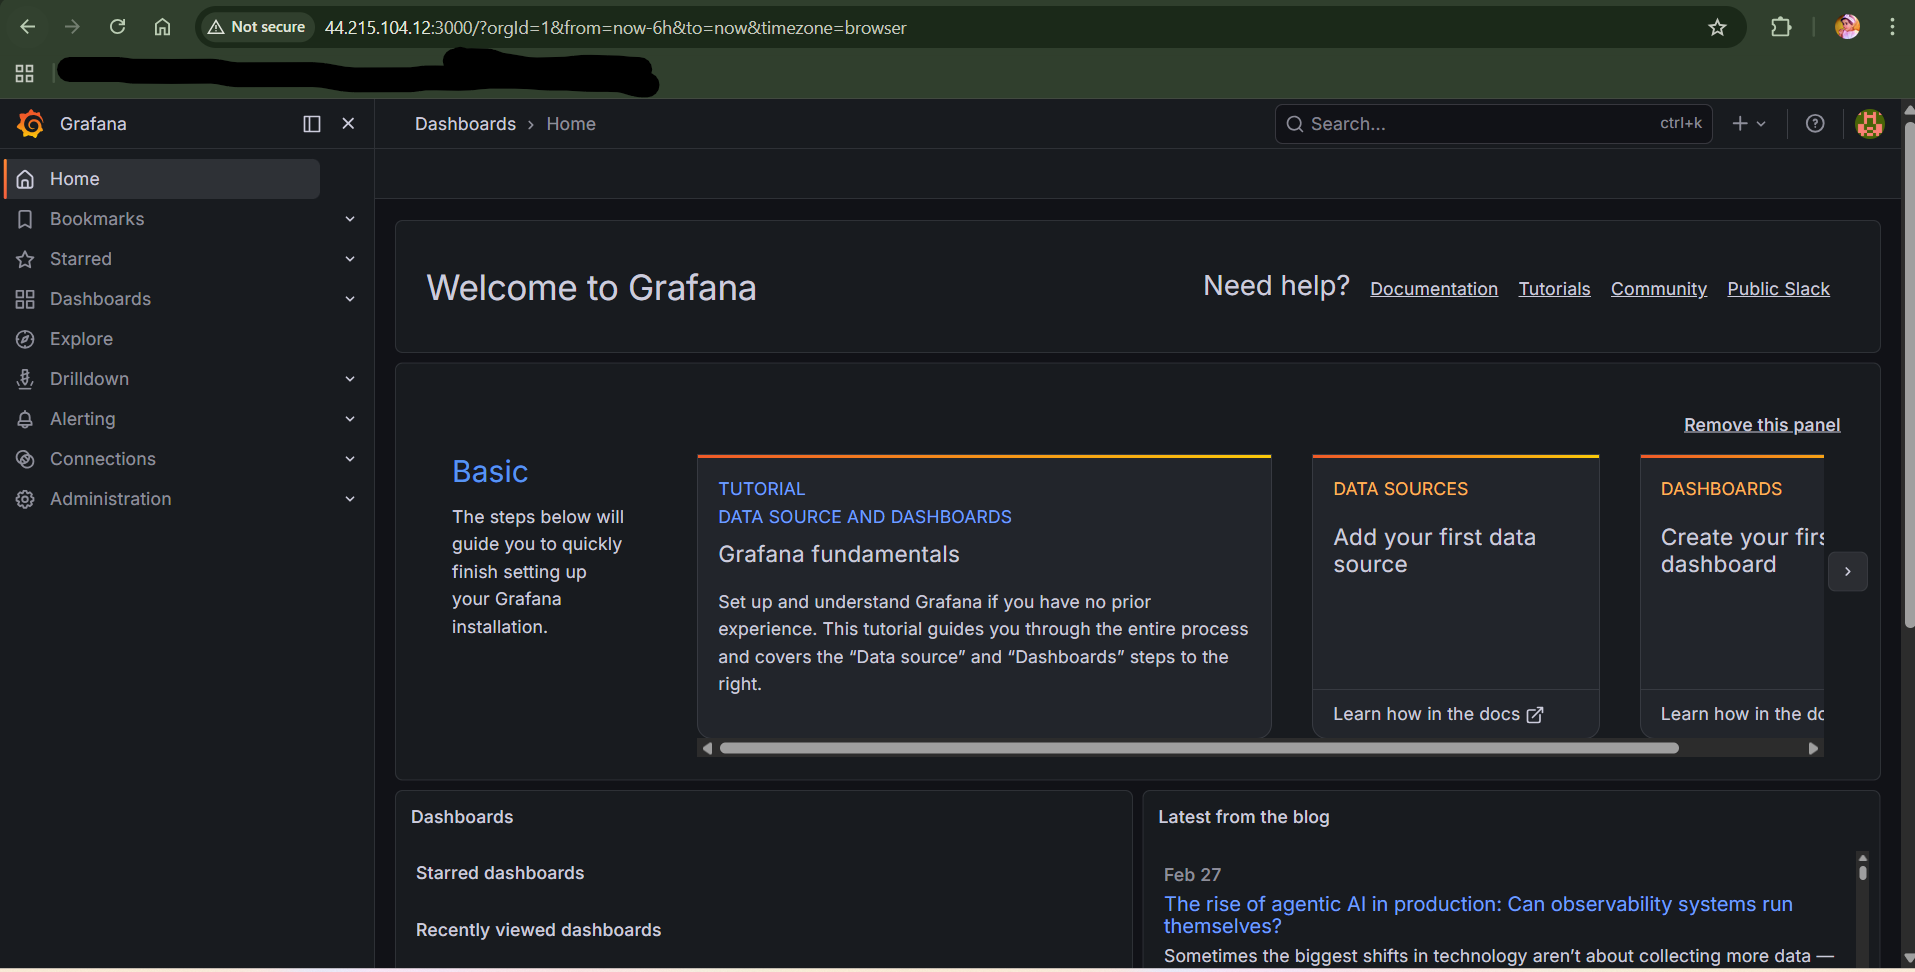 Not secure 44.215.104.12:3000/?orgId=1&from=now-6h&to=now&timezone=browser
Grafana
Dashboards › Home
Search... ctrl+k
Home
Bookmarks
Starred
Dashboards
Explore
Drilldown
Alerting
Connections
Administration
Welcome to Grafana
Need help? Documentation Tutorials Community Public Slack
Remove this panel
Basic
The steps below will
guide you to quickly
finish setting up
your Grafana
installation.
TUTORIAL
DATA SOURCE AND DASHBOARDS
Grafana fundamentals
Set up and understand Grafana if you have no prior
experience. This tutorial guides you through the entire process
and covers the “Data source” and “Dashboards” steps to the
right.
DATA SOURCES
Add your first data
source
Learn how in the docs
DASHBOARDS
Create your firs
dashboard
Learn how in the do
Dashboards
Starred dashboards
Recently viewed dashboards
Latest from the blog
Feb 27
The rise of agentic AI in production: Can observability systems run
themselves?
Sometimes the biggest shifts in technology aren’t about collecting more data —